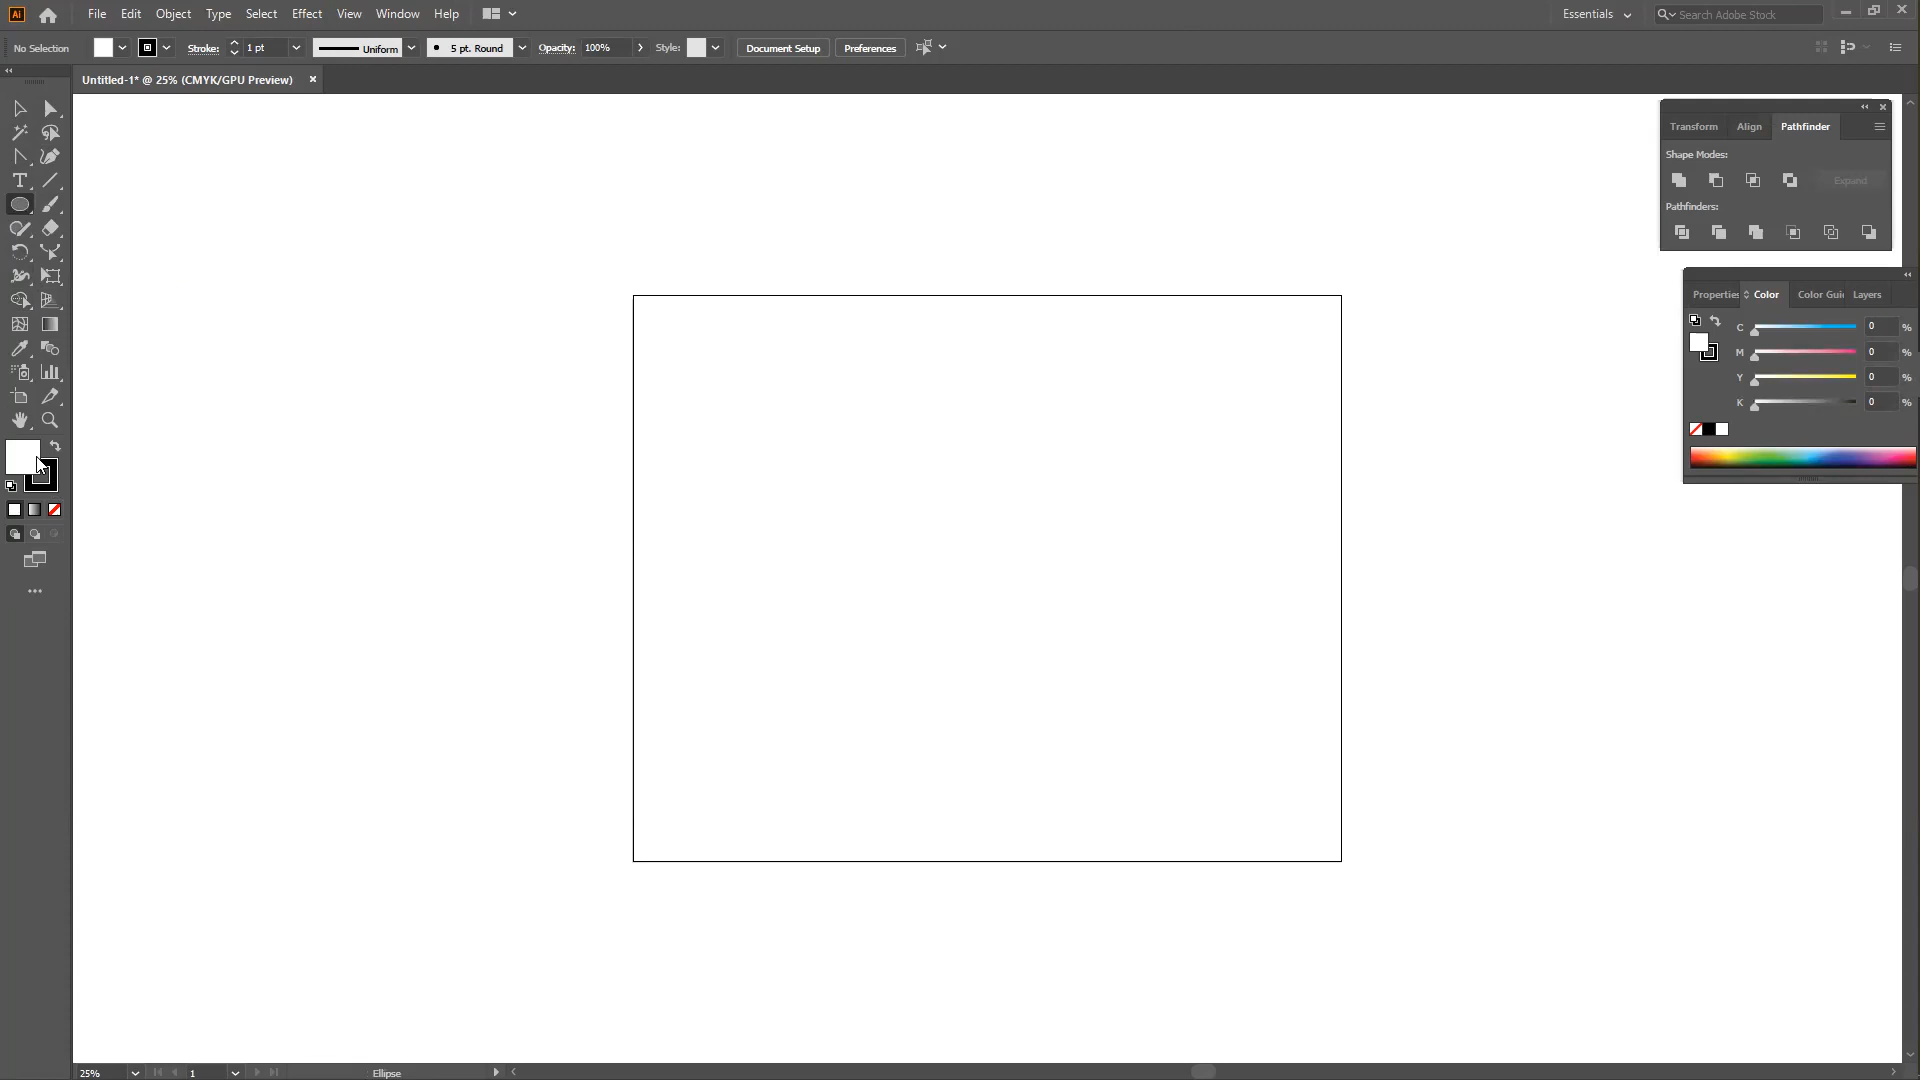 Ai File Edit Object Type Select Effect View Window Help Essentials Search Adobe Stock
No Selection Stroke: 1 pt Uniform 5 pt. Round Opacity: 100% Style: Document Setup Preferences
Untitled-1* @ 25% (CMYK/GPU Preview) ×
Transform Align Pathfinder
Shape Modes:
Expand
Pathfinders:
Properties Color Color Gui Layers
C 0 %
M 0 %
Y 0 %
K 0 %
25% 1 Ellipse